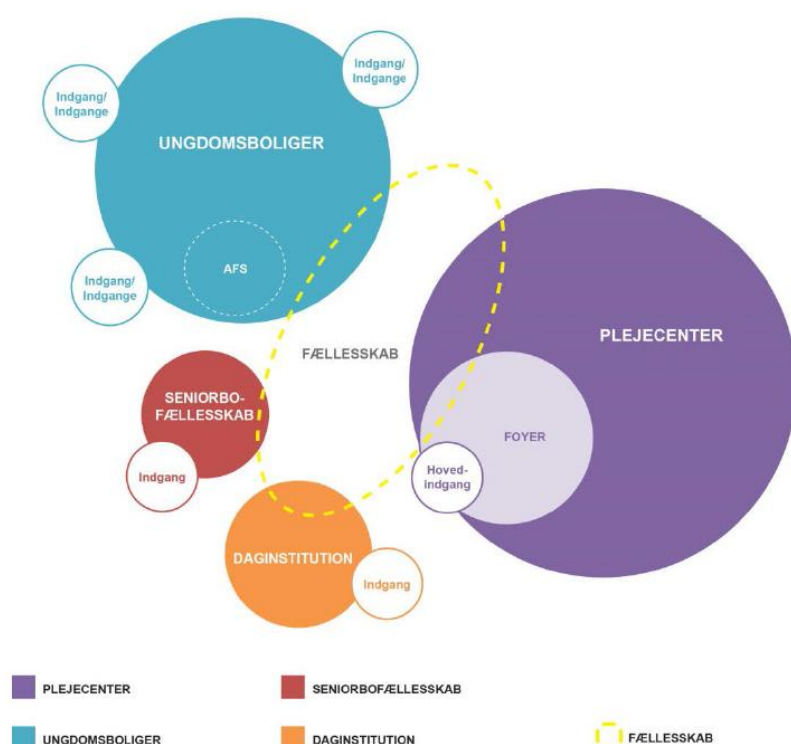 Indgang/
Indgange
Indgang/
Indgange
UNGDOMSBOLIGER
AFS
Indgang/
Indgange
FÆLLESSKAB
PLEJECENTER
SENIORBO-
FÆLLESSKAB
FOYER
Indgang
Hoved-
indgang
DAGINSTITUTION
Indgang
PLEJECENTER
SENIORBOFÆLLESSKAB
UNGDOMSBOLIGER
DAGINSTITUTION
FÆLLESSKAB